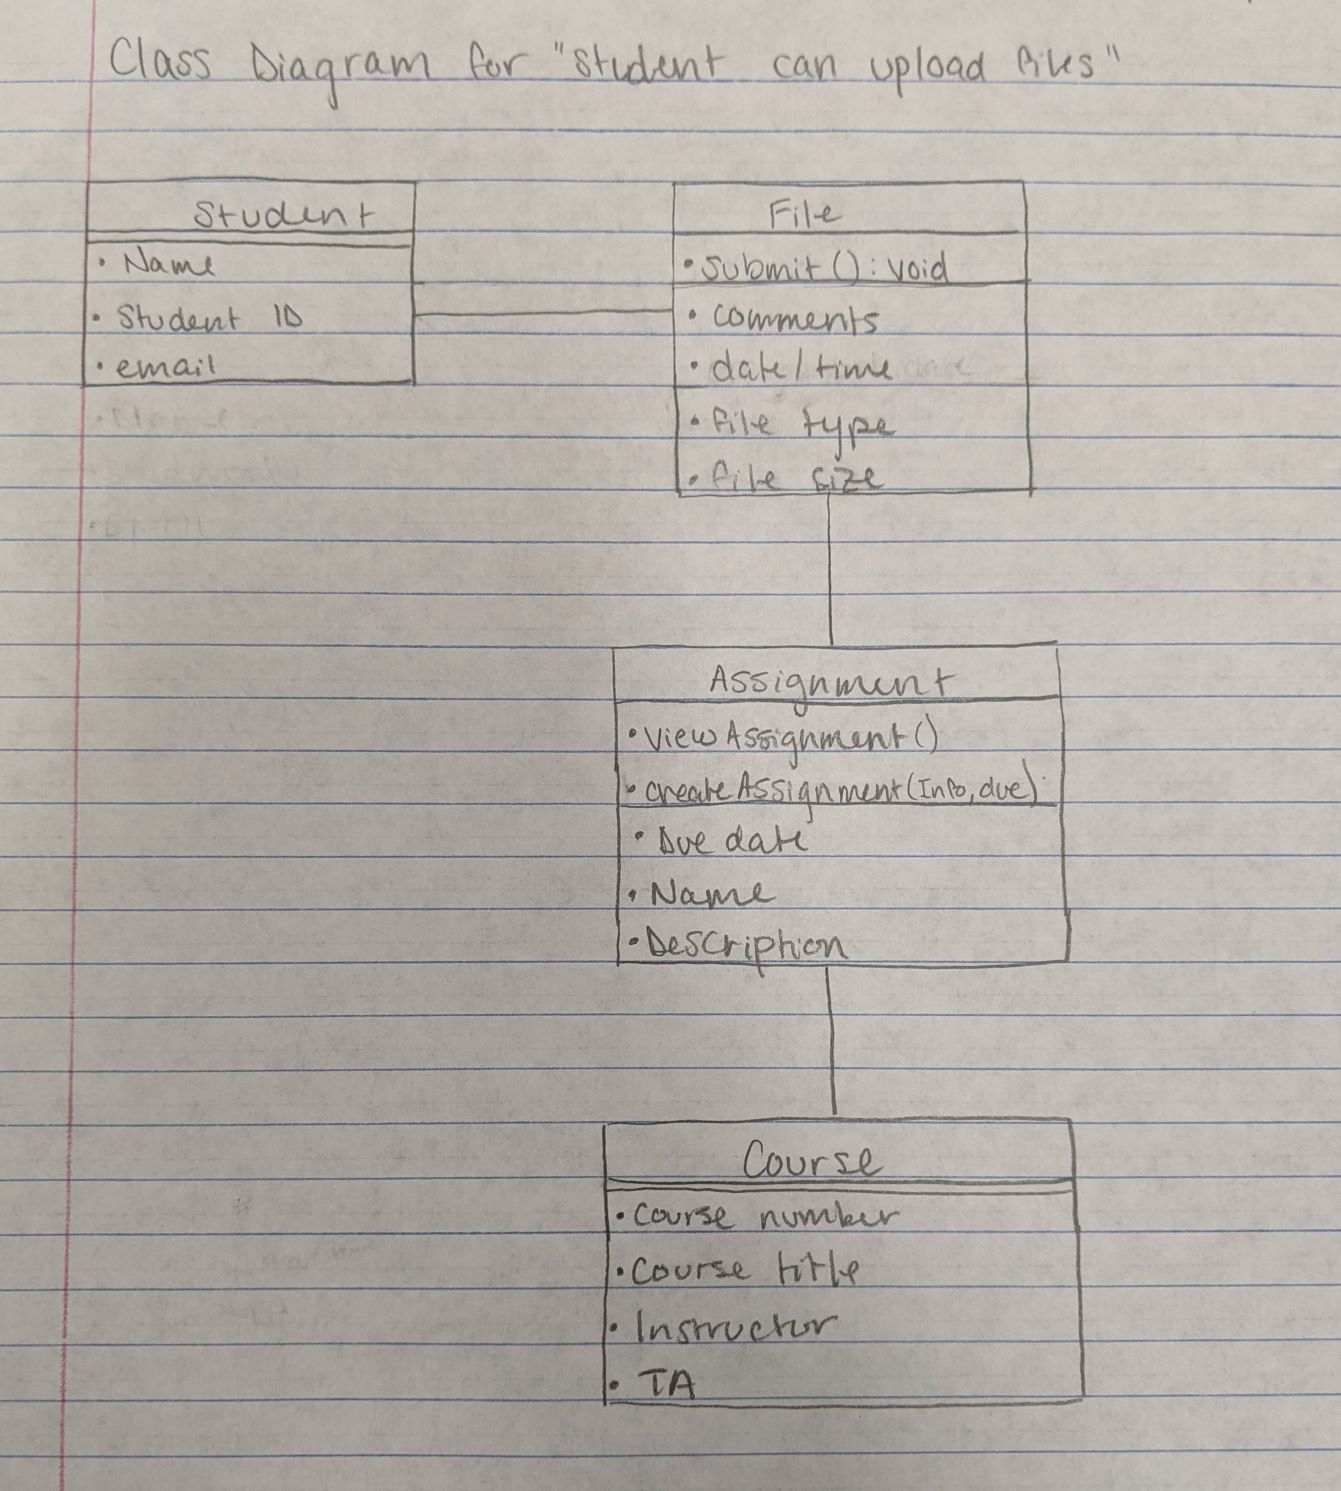 Class Diagram for "Student can upload files"
Student
• Name
• Student ID
• email
File
• submit() : void
• comments
• date / time
• file type
• file size
Assignment
• viewAssignment()
• createAssignment(Info, due)
• Due date
• Name
• Description
Course
• Course number
• Course title
• Instructor
• TA